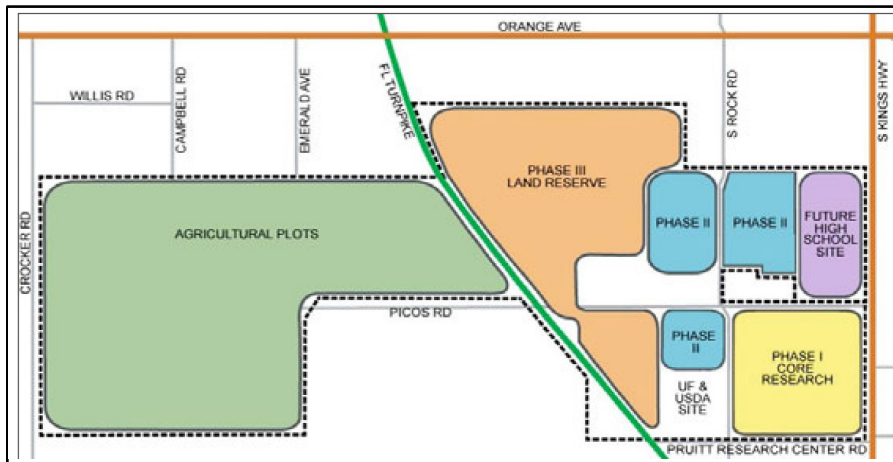 ORANGE AVE
WILLIS RD
CAMPBELL RD
EMERALD AVE
FL TURNPIKE
S ROCK RD
S KINGS HWY
CROCKER RD
PHASE III
LAND RESERVE
AGRICULTURAL PLOTS
PHASE II
PHASE II
FUTURE
HIGH
SCHOOL
SITE
PICOS RD
PHASE
II
PHASE I
CORE
RESEARCH
UF &
USDA
SITE
PRUITT RESEARCH CENTER RD